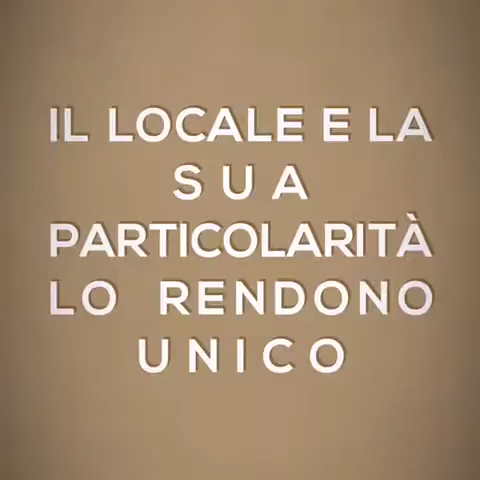 IL LOCALE E LA
SUA
PARTICOLARITÀ
LO RENDONO
UNICO